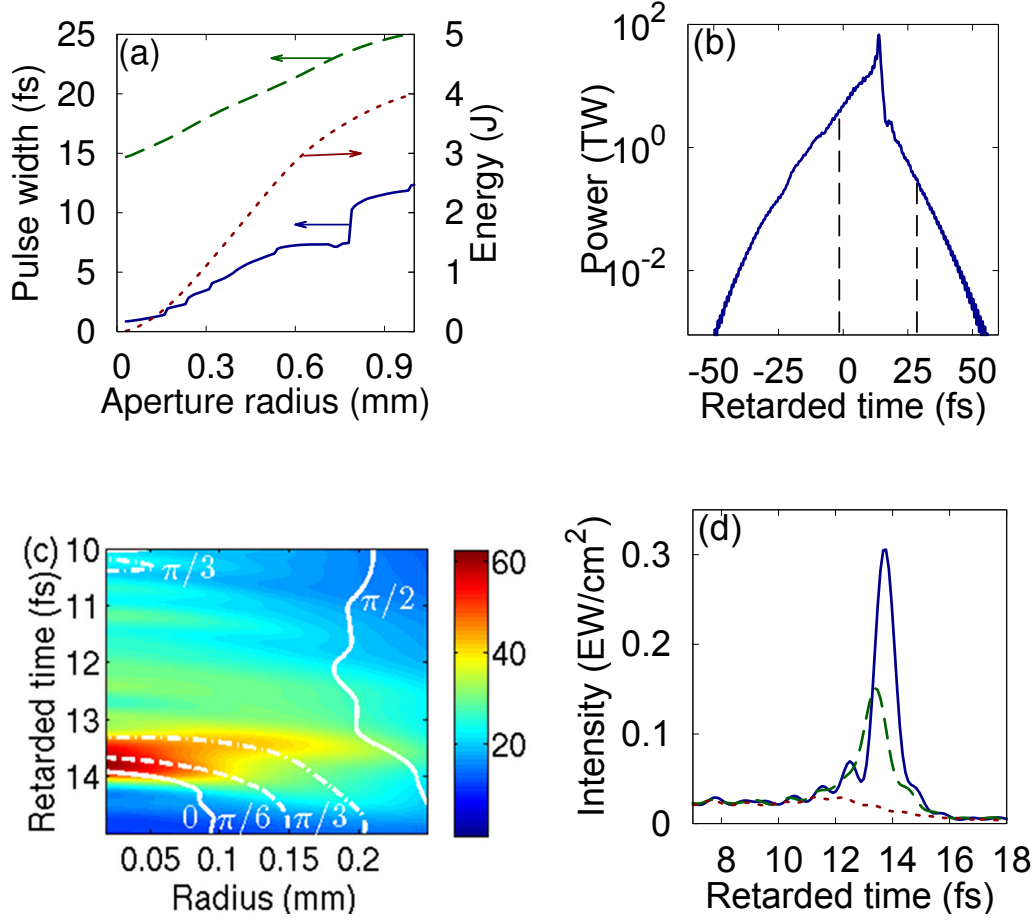 (a)
Pulse width (fs)
25
20
15
10
5
0
0 0.3 0.6 0.9
Aperture radius (mm)
5
4
3
2
1
0
Energy (J)
(b)
Power (TW)
10^2
10^0
10^-2
-50 -25 0 25 50
Retarded time (fs)
(c)
Retarded time (fs)
10
11
12
13
14
π/3
π/2
0 π/6 π/3
0.05 0.1 0.15 0.2
Radius (mm)
60
40
20
(d)
Intensity (EW/cm^2)
0.3
0.2
0.1
0
8 10 12 14 16 18
Retarded time (fs)